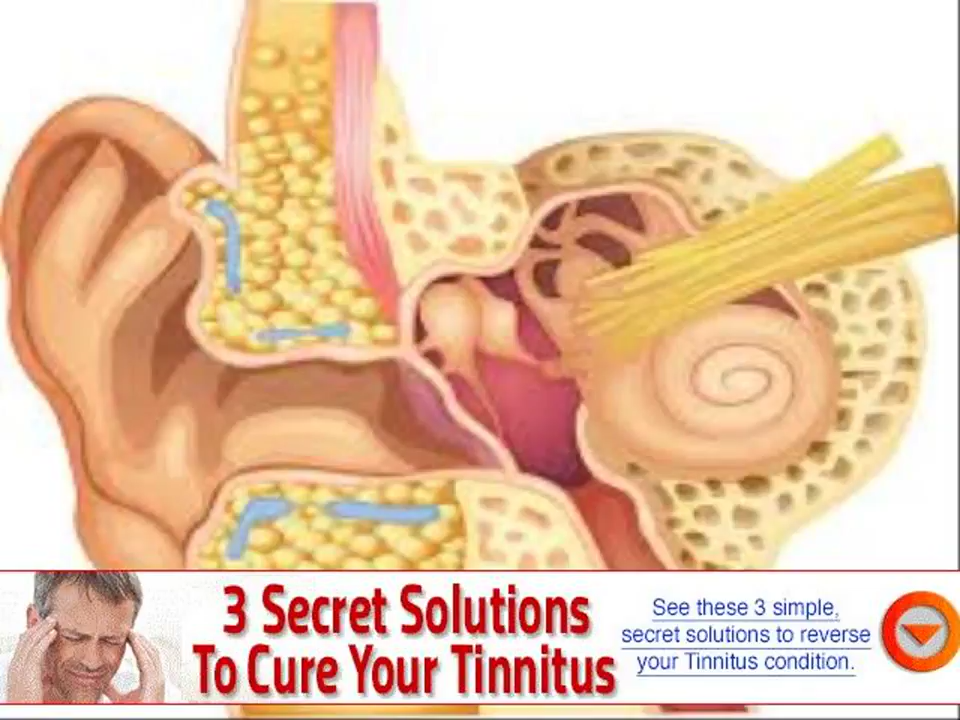 3 Secret Solutions
To Cure Your Tinnitus
See these 3 simple,
secret solutions to reverse
your Tinnitus condition.